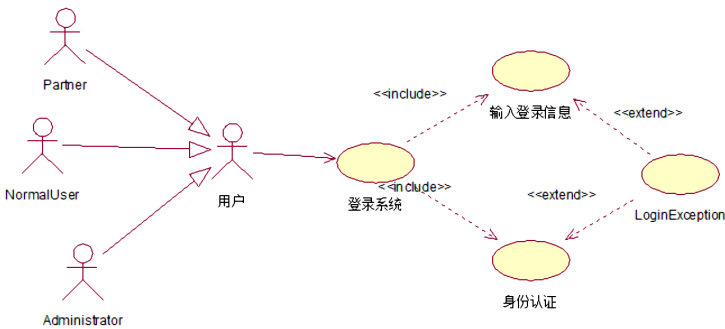 Partner
<<include>>
输入登录信息
<<extend>>
NormalUser
用户
<<include>>
登录系统
<<extend>>
LoginException
身份认证
Administrator